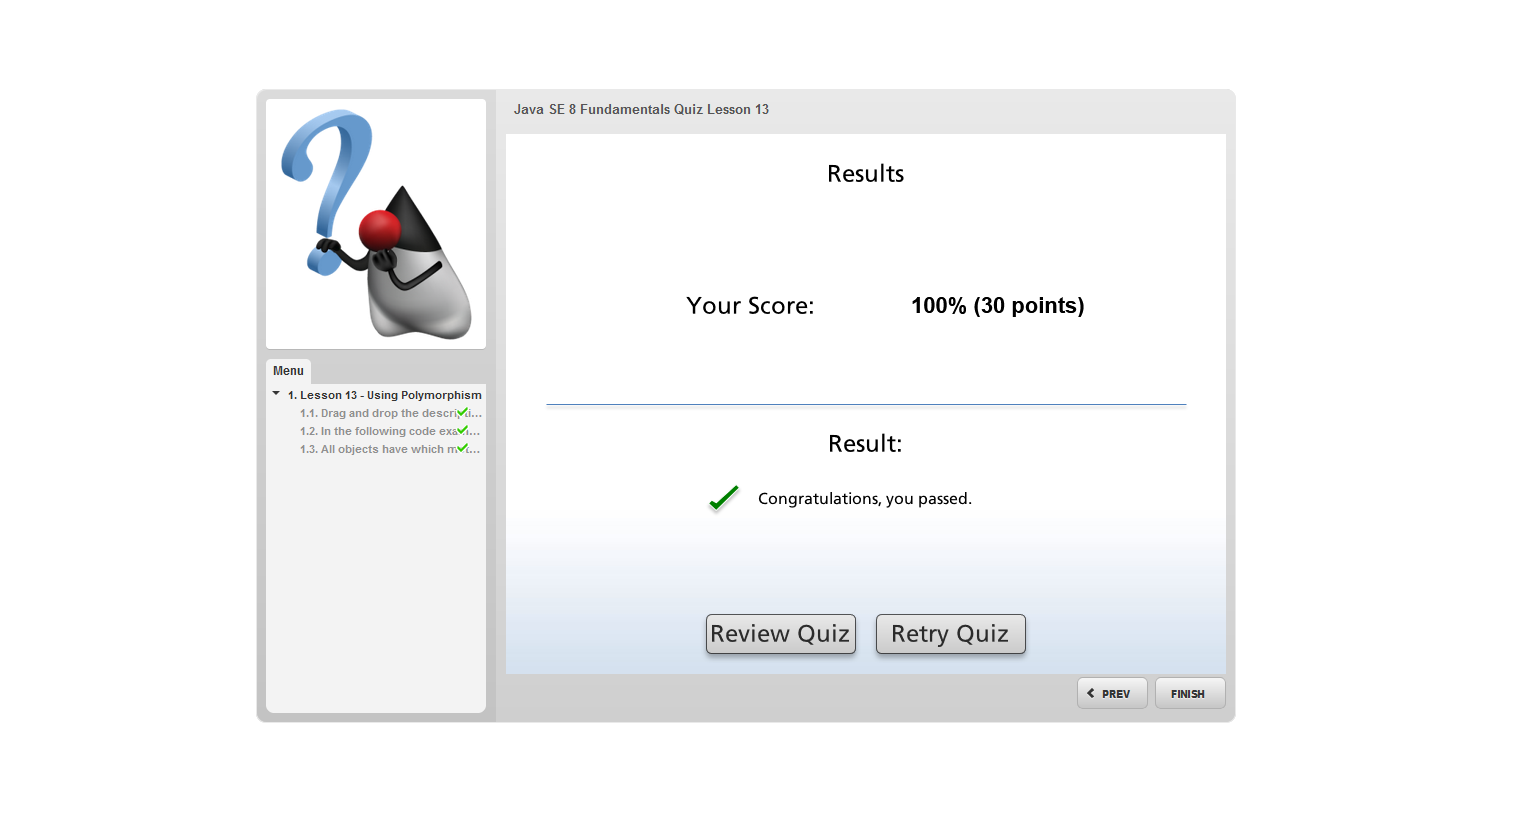 Java SE 8 Fundamentals Quiz Lesson 13
Menu
1. Lesson 13 - Using Polymorphism
1.1. Drag and drop the descri...
1.2. In the following code exa...
1.3. All objects have which m...
Results
Your Score: 100% (30 points)
Result:
Congratulations, you passed.
Review Quiz Retry Quiz
PREV FINISH